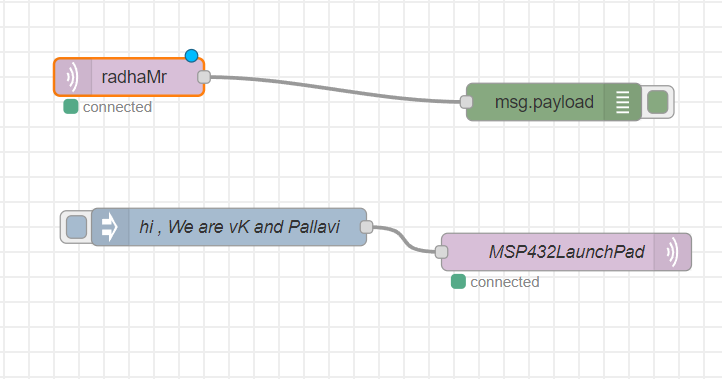 radhaMr
connected
msg.payload
hi , We are vK and Pallavi
MSP432LaunchPad
connected